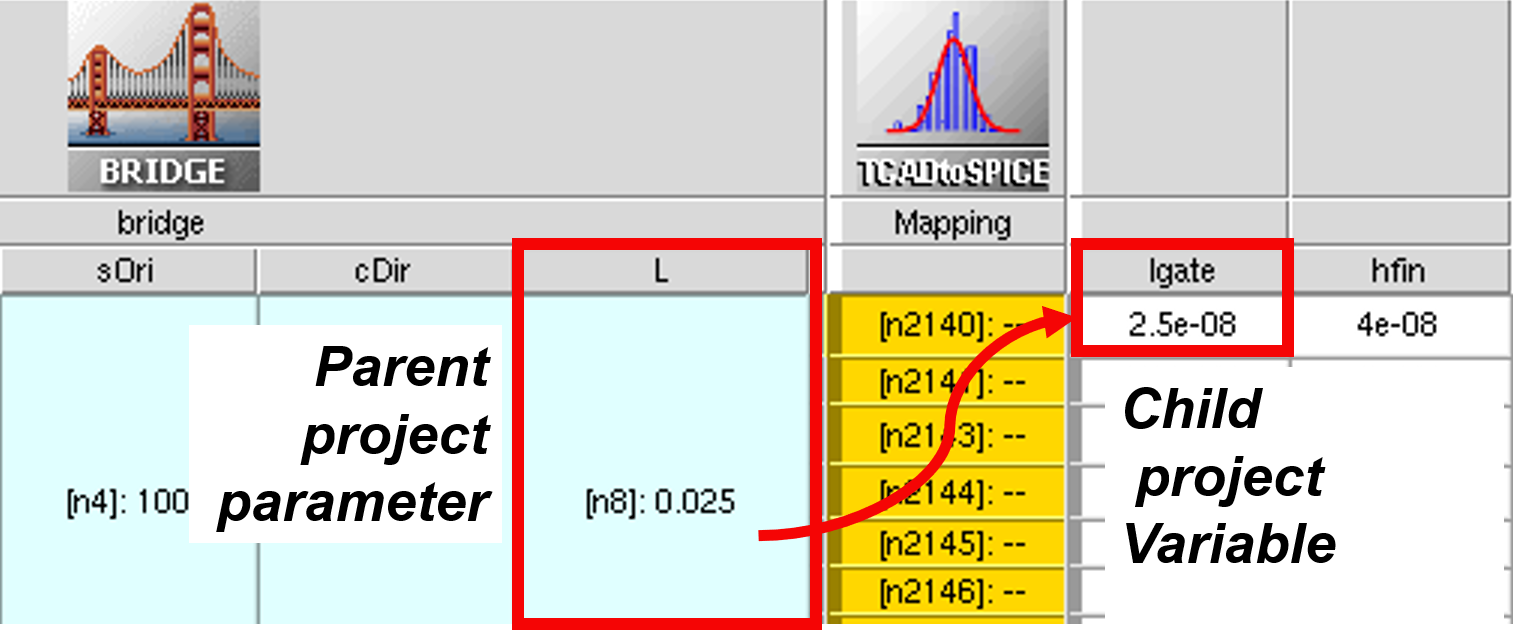 BRIDGE
TCADtoSPICE
bridge
Mapping
sOri
cDir
L
lgate
hfin
[n2140]: --
2.5e-08
4e-08
Parent
project
parameter
[n2141]: --
Child
project
Variable
[n2143]: --
[n4]: 100
[n8]: 0.025
[n2144]: --
[n2145]: --
[n2146]: --